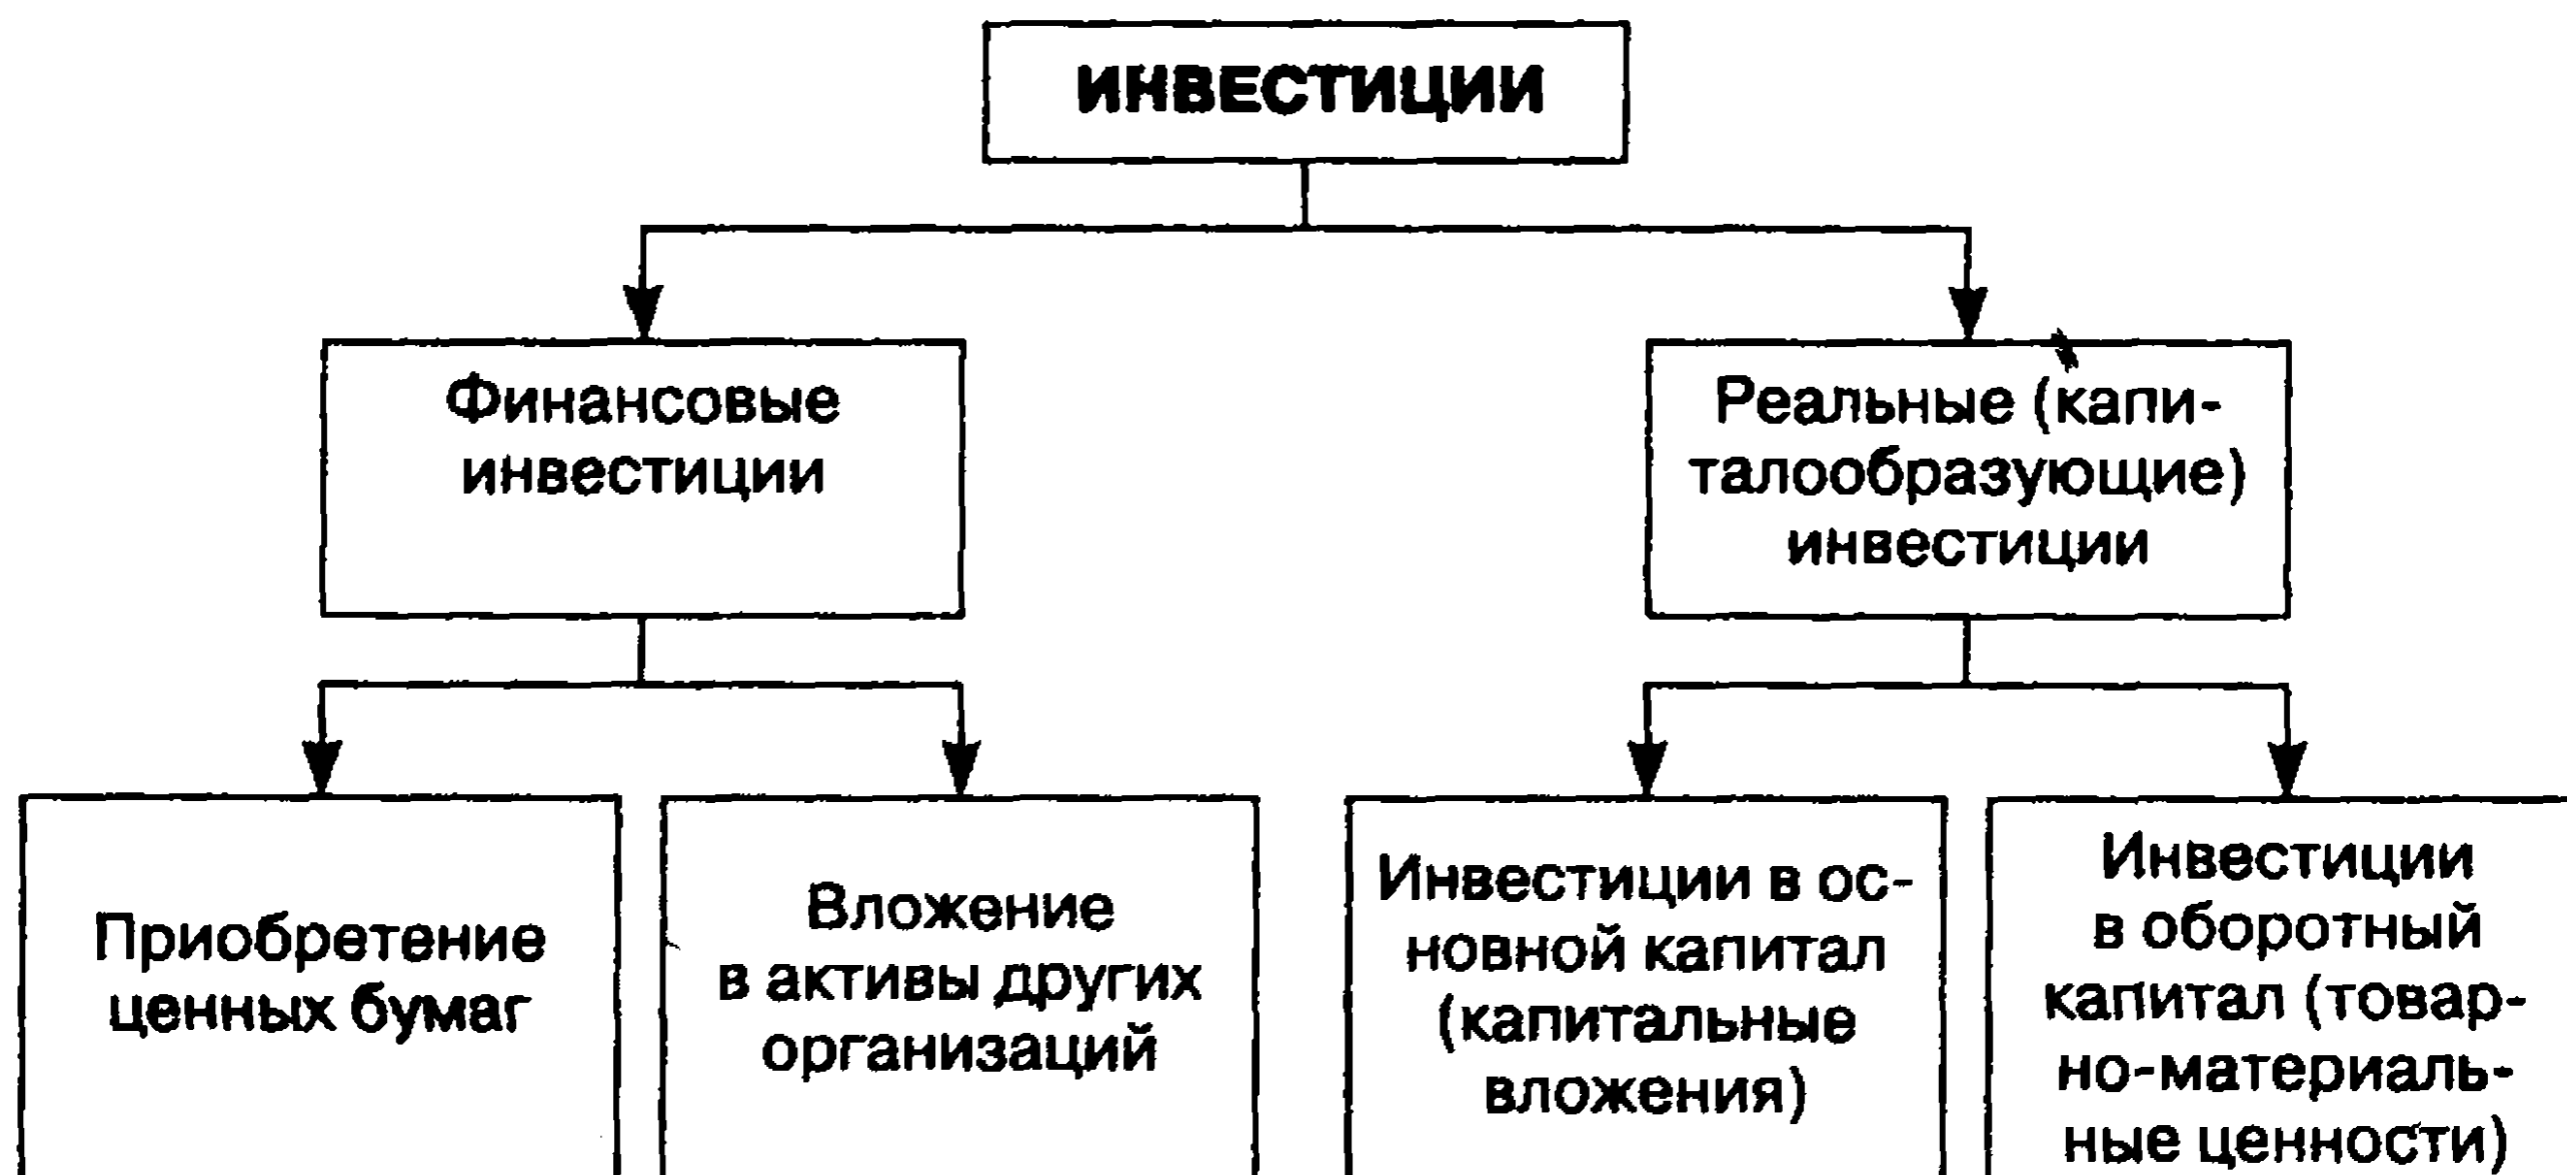 ИНВЕСТИЦИИ
Финансовые
инвестиции
Реальные (капи-
талообразующие)
инвестиции
Приобретение
ценных бумаг
Вложение
в активы других
организаций
Инвестиции в ос-
новной капитал
(капитальные
вложения)
Инвестиции
в оборотный
капитал (товар-
но-материаль-
ные ценности)